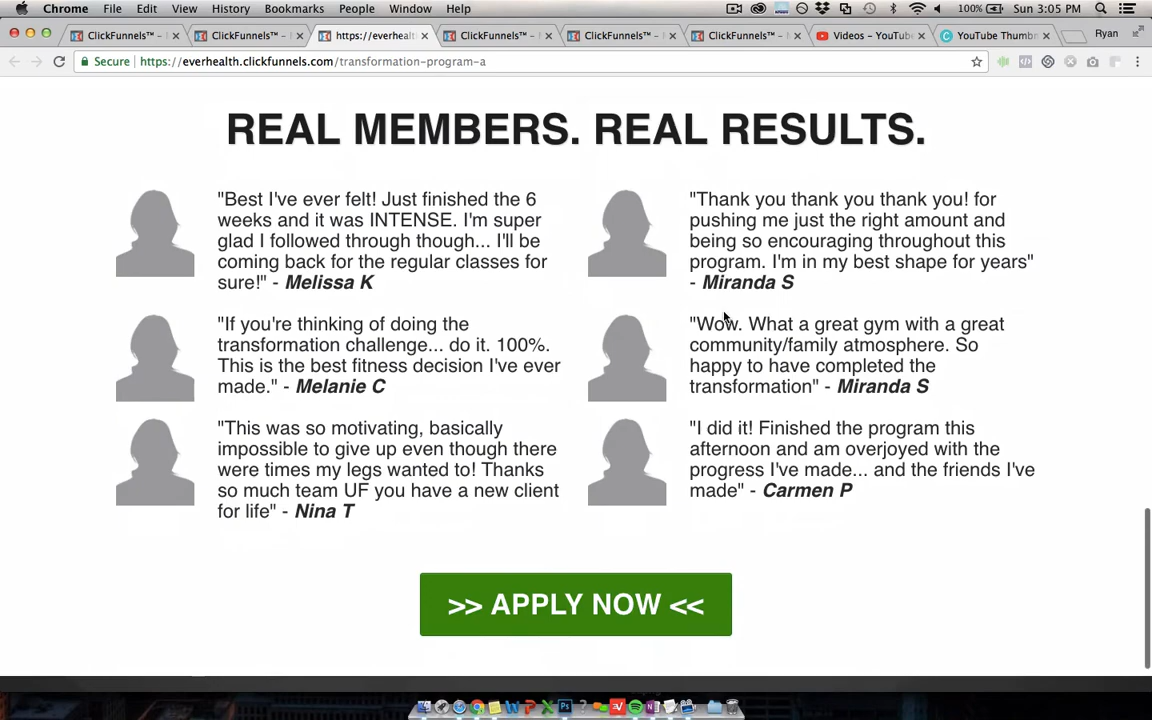 Chrome File Edit View History Bookmarks People Window Help 100% Sun 3:05 PM
ClickFunnels™ – ClickFunnels™ – https://everheal ClickFunnels™ – ClickFunnels™ – ClickFunnels™ – Videos – YouTube YouTube Thumb Ryan
Secure https://everhealth.clickfunnels.com/transformation-program-a
REAL MEMBERS. REAL RESULTS.
"Best I've ever felt! Just finished the 6
weeks and it was INTENSE. I'm super
glad I followed through though... I'll be
coming back for the regular classes for
sure!" - Melissa K
"Thank you thank you thank you! for
pushing me just the right amount and
being so encouraging throughout this
program. I'm in my best shape for years"
- Miranda S
"If you're thinking of doing the
transformation challenge... do it. 100%.
This is the best fitness decision I've ever
made." - Melanie C
"Wow. What a great gym with a great
community/family atmosphere. So
happy to have completed the
transformation" - Miranda S
"This was so motivating, basically
impossible to give up even though there
were times my legs wanted to! Thanks
so much team UF you have a new client
for life" - Nina T
"I did it! Finished the program this
afternoon and am overjoyed with the
progress I've made... and the friends I've
made" - Carmen P
>> APPLY NOW <<